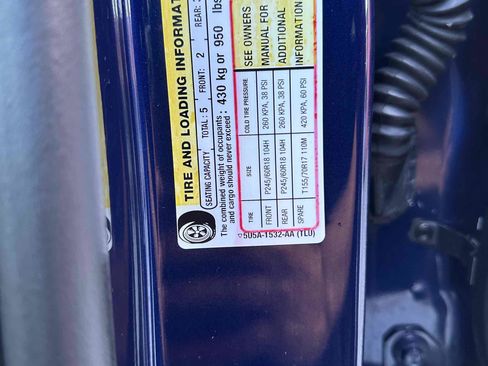 TIRE AND LOADING INFORMAT
SEATING CAPACITY TOTAL: 5 FRONT: 2 REAR:
The combined weight of occupants
and cargo should never exceed: 430 kg or 950 lbs
TIRE SIZE COLD TIRE PRESSURE
FRONT P245/60R18 104H 260 KPA, 38 PSI
REAR P245/60R18 104H 260 KPA, 38 PSI
SPARE T155/70R17 110M 420 KPA, 60 PSI
SEE OWNERS
MANUAL FOR
ADDITIONAL
INFORMATION
5U5A-1532-AA (TLU)